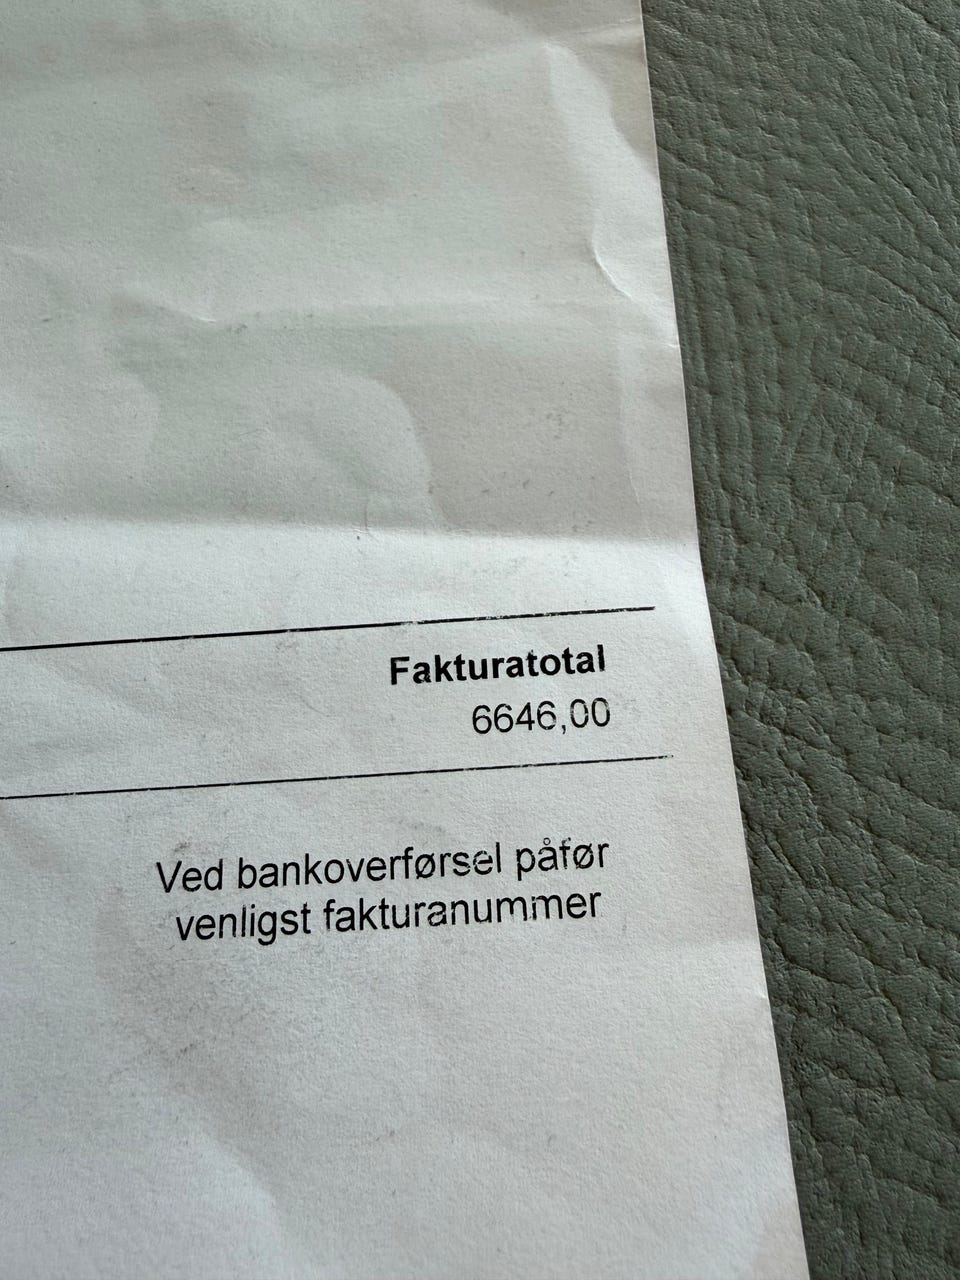 Fakturatotal
6646,00
Ved bankoverførsel påfør
venligst fakturanummer